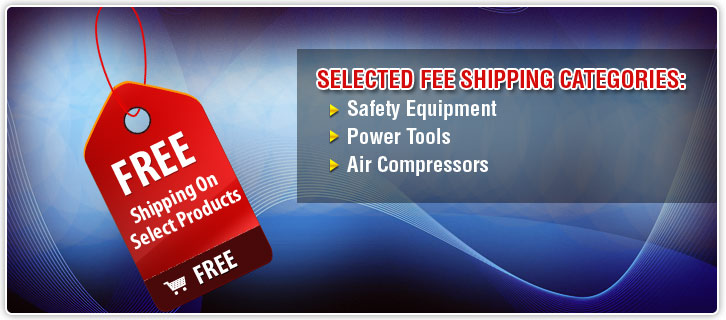 FREE
Shipping On
Select Products
FREE
SELECTED FEE SHIPPING CATEGORIES:
Safety Equipment
Power Tools
Air Compressors